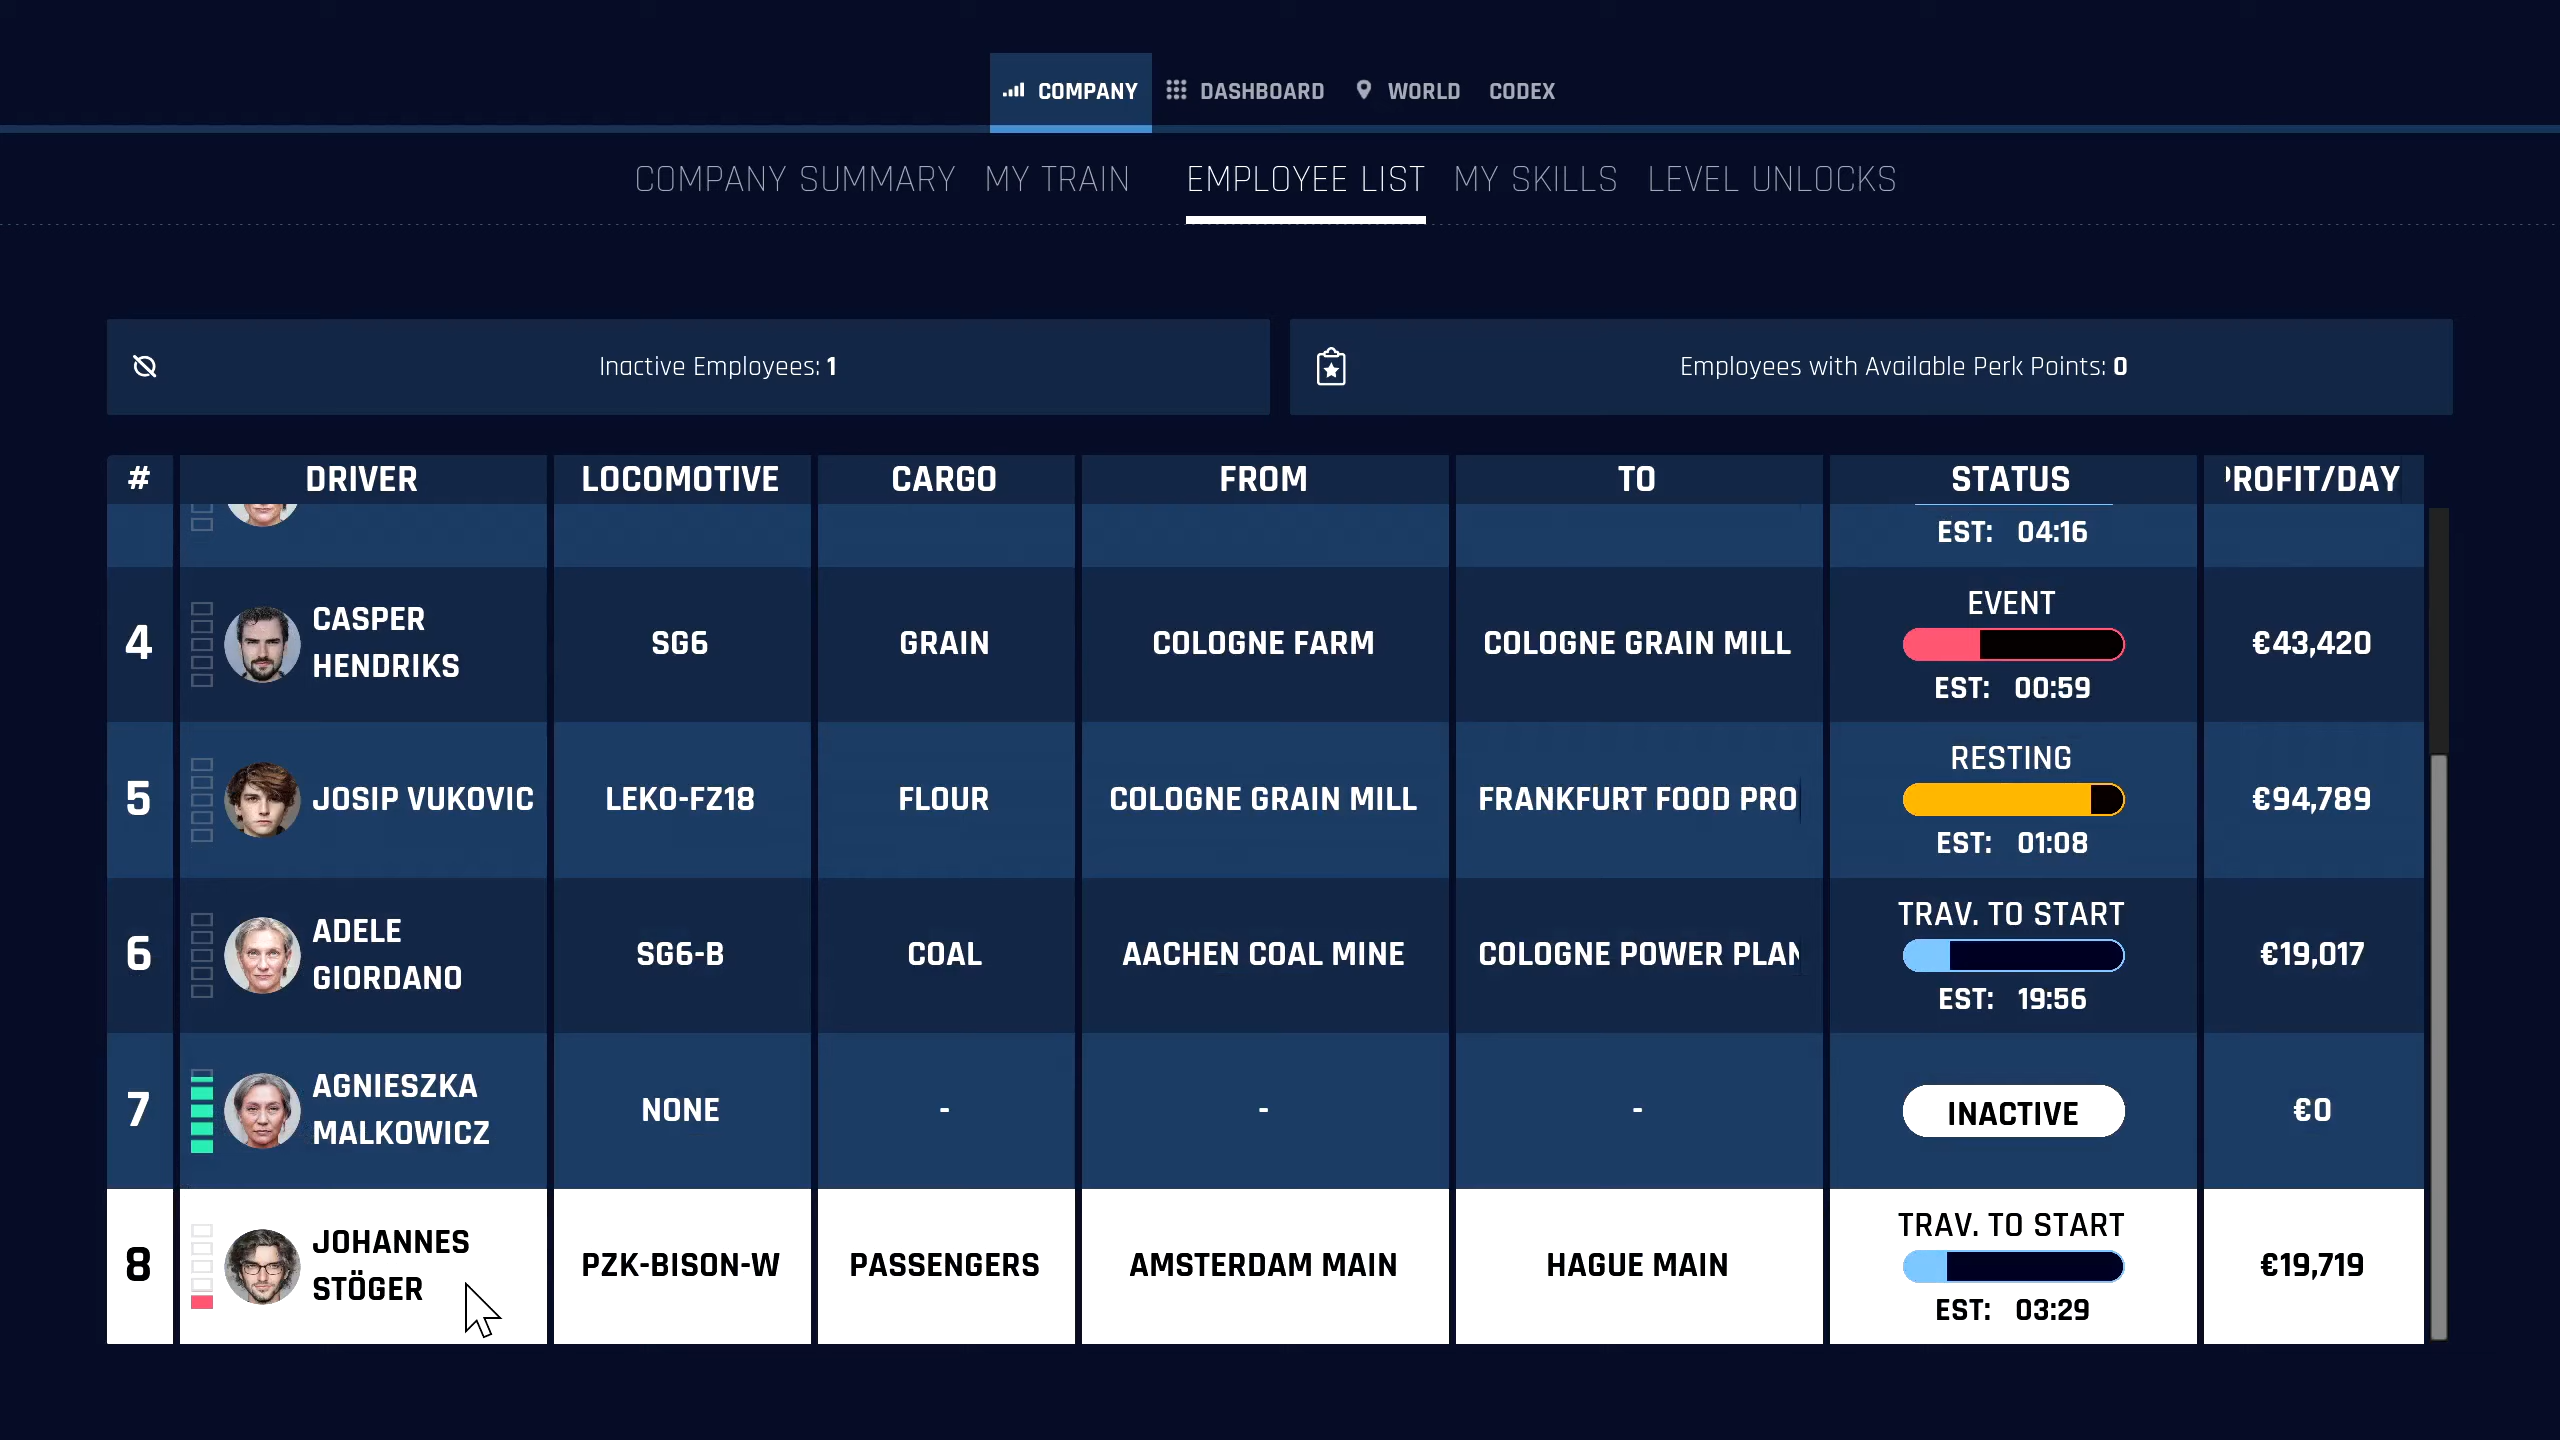 COMPANY DASHBOARD WORLD CODEX
COMPANY SUMMARY MY TRAIN EMPLOYEE LIST MY SKILLS LEVEL UNLOCKS
Inactive Employees: 1 Employees with Available Perk Points: 0
# DRIVER LOCOMOTIVE CARGO FROM TO STATUS PROFIT/DAY
EST: 04:16
4 CASPER HENDRIKS SG6 GRAIN COLOGNE FARM COLOGNE GRAIN MILL EVENT EST: 00:59 €43,420
5 JOSIP VUKOVIC LEKO-FZ18 FLOUR COLOGNE GRAIN MILL FRANKFURT FOOD PRO RESTING EST: 01:08 €94,789
6 ADELE GIORDANO SG6-B COAL AACHEN COAL MINE COLOGNE POWER PLAN TRAV. TO START EST: 19:56 €19,017
7 AGNIESZKA MALKOWICZ NONE - - - INACTIVE €0
8 JOHANNES STÖGER PZK-BISON-W PASSENGERS AMSTERDAM MAIN HAGUE MAIN TRAV. TO START EST: 03:29 €19,719